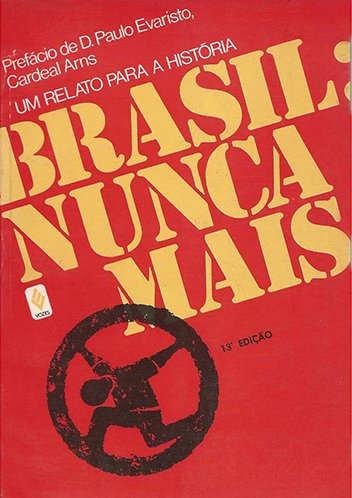 Prefácio de D. Paulo Evaristo,
Cardeal Arns
UM RELATO PARA A HISTÓRIA
BRASIL:
NUNCA
MAIS
VOZES
13ª EDIÇÃO